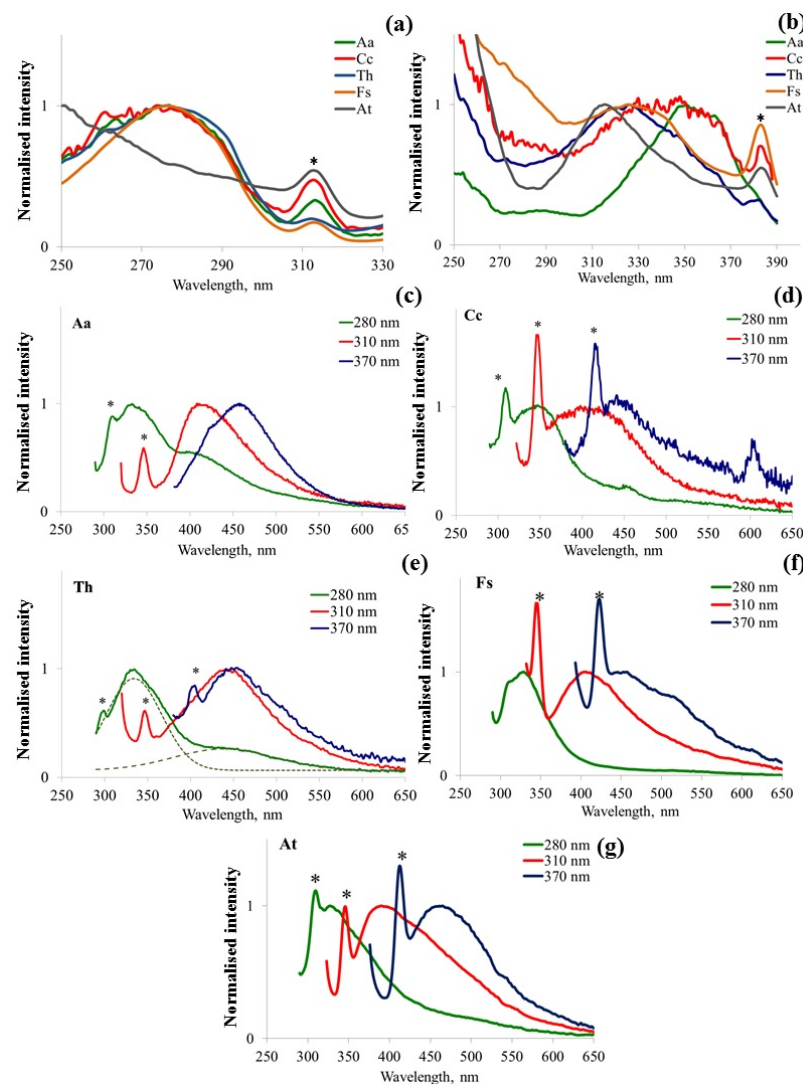 (a)
Aa
Cc
Th
Fs
At
*
Normalised intensity
1
1
250 270 290 310 330
Wavelength, nm
(b)
Aa
Cc
Th
Fs
At
*
Normalised intensity
1
1
250 290 310 350 370 390
Wavelength, nm
(c)
Aa
280 nm
310 nm
370 nm
* *
Normalised intensity
1
250 300 350 400 450 500 550 600 65
Wavelength, nm
(d)
Cc
280 nm
310 nm
370 nm
* * *
Normalised intensity
1
0
250 300 350 400 450 500 550 600 650
Wavelength, nm
(e)
Th
280 nm
310 nm
370 nm
* * *
Normalised intensity
1
0
250 300 350 400 450 500 550 600 650
Wavelength, nm
(f)
Fs
280 nm
310 nm
370 nm
* *
Normalised intensity
1
0
250 300 350 400 450 500 550 600 650
Wavelength, nm
(g)
At
280 nm
310 nm
370 nm
* * *
Normalised intensity
1
0
250 300 350 400 450 500 550 600 650
Wavelength, nm